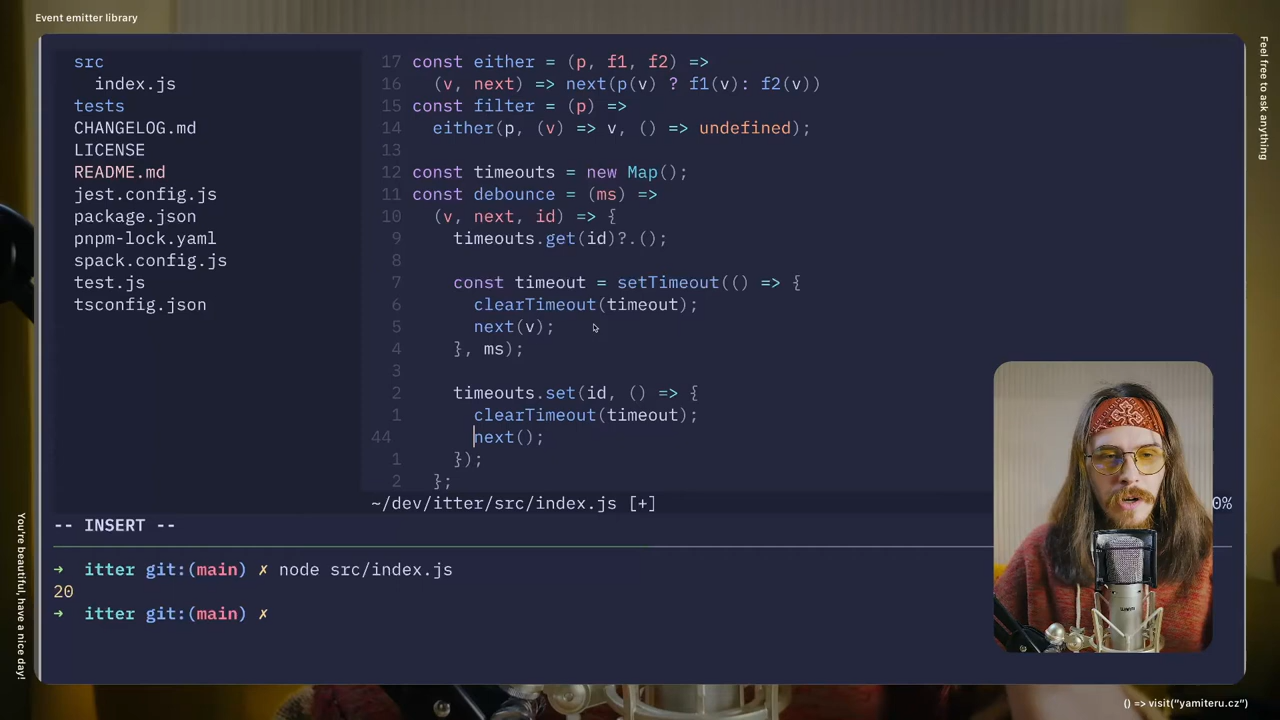 Event emitter library
src
index.js
tests
CHANGELOG.md
LICENSE
README.md
jest.config.js
package.json
pnpm-lock.yaml
spack.config.js
test.js
tsconfig.json
17 const either = (p, f1, f2) =>
16 (v, next) => next(p(v) ? f1(v): f2(v))
15 const filter = (p) =>
14 either(p, (v) => v, () => undefined);
13
12 const timeouts = new Map();
11 const debounce = (ms) =>
10 (v, next, id) => {
9 timeouts.get(id)?.();
8
7 const timeout = setTimeout(() => {
6 clearTimeout(timeout);
5 next(v);
4 }, ms);
3
2 timeouts.set(id, () => {
1 clearTimeout(timeout);
44 next();
1 });
2 };
~/dev/itter/src/index.js [+]
0%
-- INSERT --
→ itter git:(main) ✗ node src/index.js
20
→ itter git:(main) ✗
Feel free to ask anything
You're beautiful, have a nice day!
() => visit("yamiteru.cz")